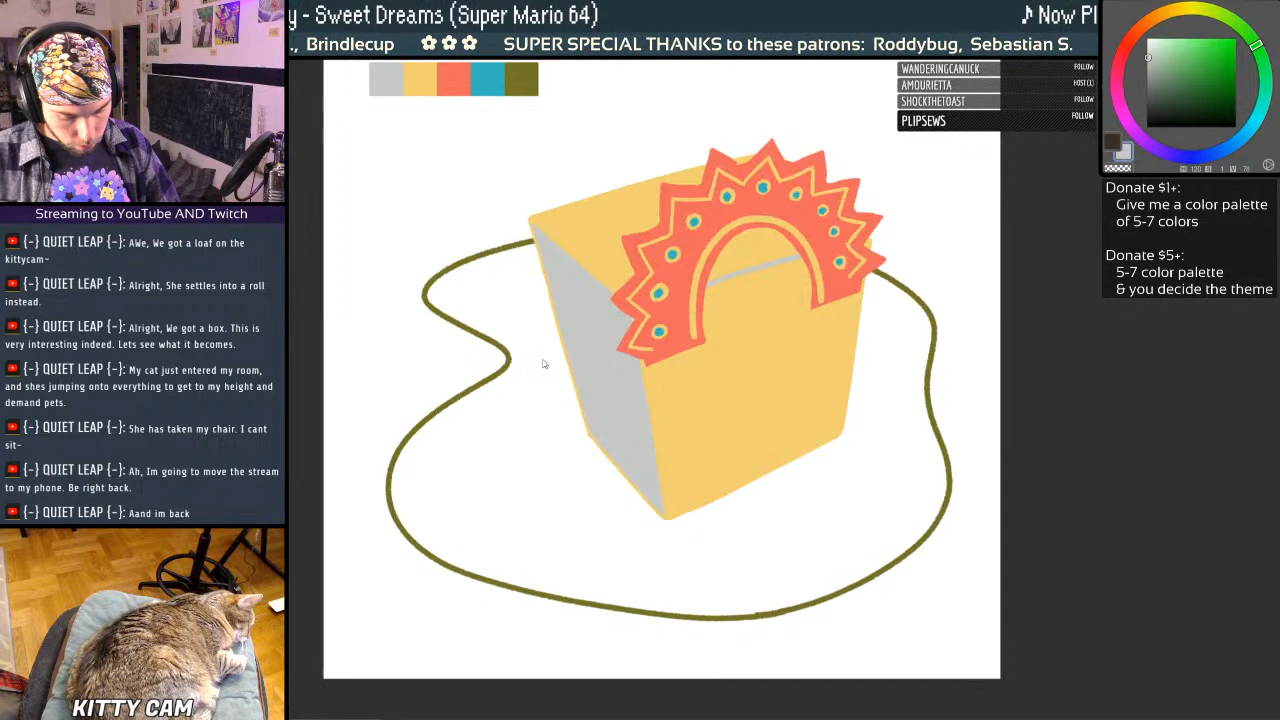 y - Sweet Dreams (Super Mario 64)
♪ Now Pl
., Brindlecup ✿ ✿ ✿ SUPER SPECIAL THANKS to these patrons: Roddybug, Sebastian S.
WANDERINGCANUCK FOLLOW
AMOURIETTA HOST(1)
SHOCKTHETOAST FOLLOW
PLIPSEWS FOLLOW
H 120 S 1 V 78
Donate $1+:
Give me a color palette
of 5-7 colors
Donate $5+:
5-7 color palette
& you decide the theme
Streaming to YouTube AND Twitch
{-} QUIET LEAP {-}: AWe, We got a loaf on the
kittycam~
{-} QUIET LEAP {-}: Alright, She settles into a roll
instead.
{-} QUIET LEAP {-}: Alright, We got a box. This is
very interesting indeed. Lets see what it becomes.
{-} QUIET LEAP {-}: My cat just entered my room,
and shes jumping onto everything to get to my height and
demand pets.
{-} QUIET LEAP {-}: She has taken my chair. I cant
sit~
{-} QUIET LEAP {-}: Ah, Im going to move the stream
to my phone. Be right back.
{-} QUIET LEAP {-}: Aand im back
KITTY CAM